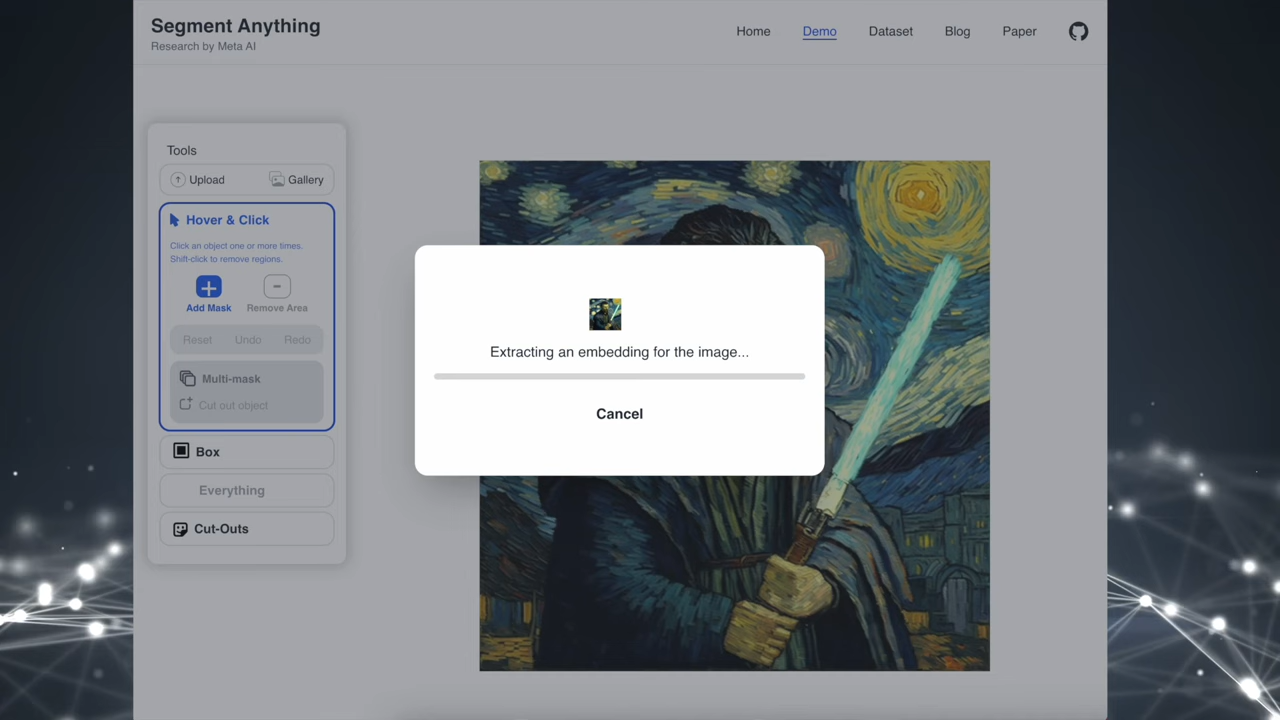 Segment Anything
Research by Meta AI
Home Demo Dataset Blog Paper
Tools
Upload Gallery
Hover & Click
Click an object one or more times.
Shift-click to remove regions.
Add Mask Remove Area
Reset Undo Redo
Multi-mask
Cut out object
Box
Everything
Cut-Outs
Extracting an embedding for the image...
Cancel